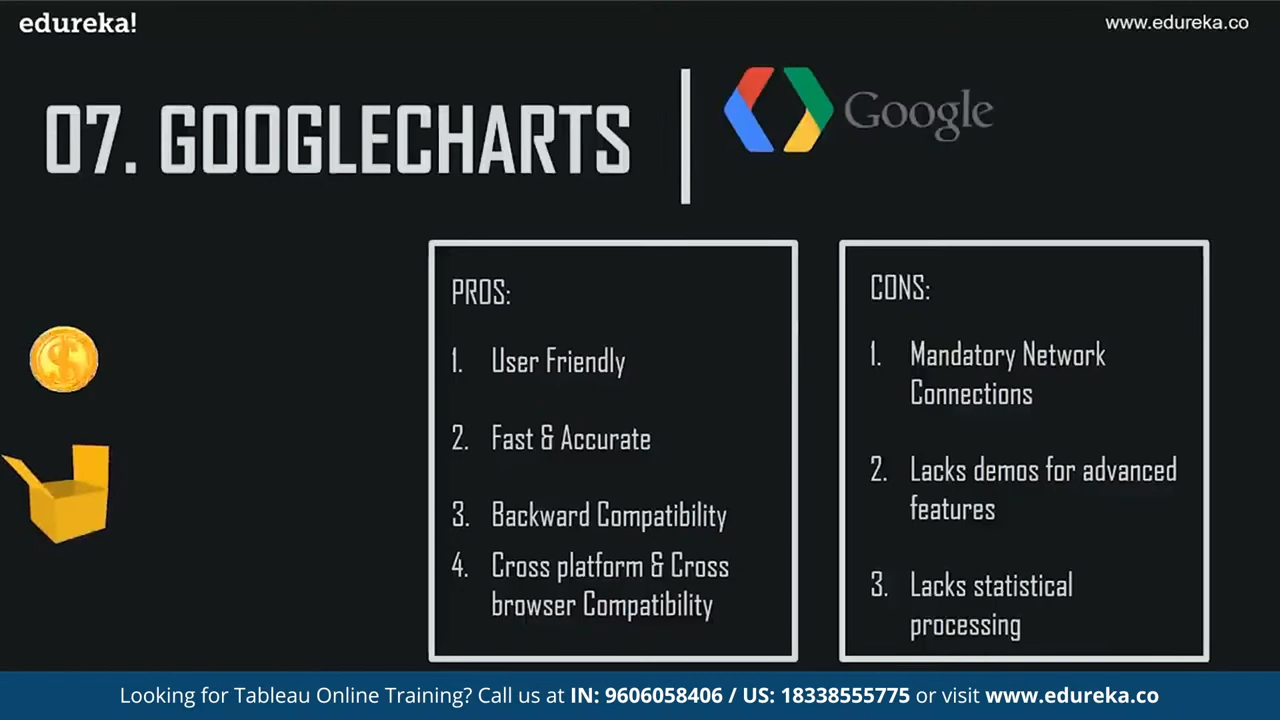 edureka!
www.edureka.co
07. GOOGLECHARTS
Google
PROS:
1. User Friendly
2. Fast & Accurate
3. Backward Compatibility
4. Cross platform & Cross
browser Compatibility
CONS:
1. Mandatory Network
Connections
2. Lacks demos for advanced
features
3. Lacks statistical
processing
Looking for Tableau Online Training? Call us at IN: 9606058406 / US: 18338555775 or visit www.edureka.co